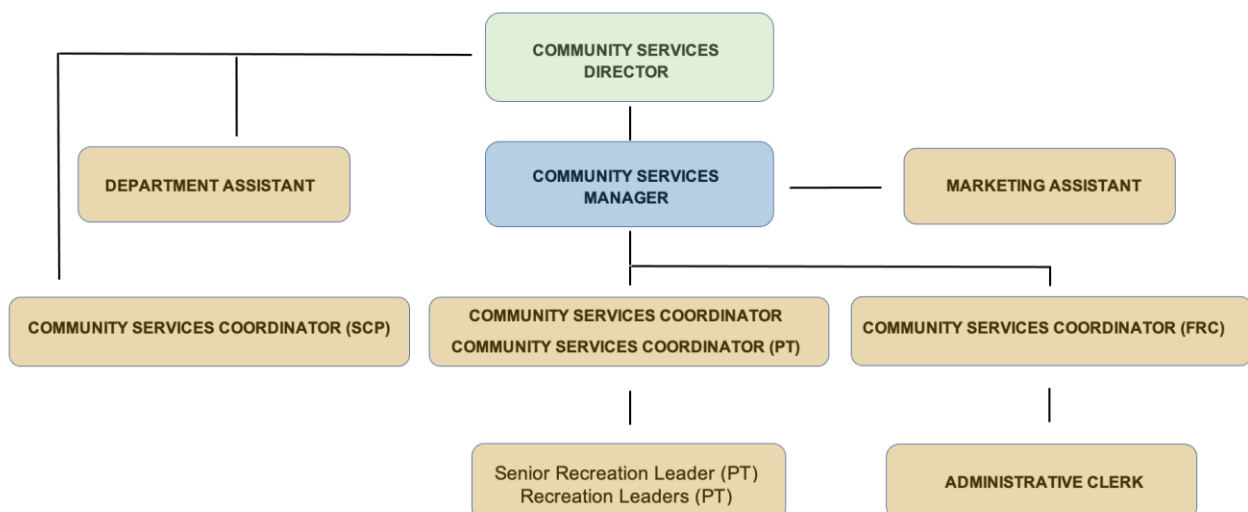 COMMUNITY SERVICES
DIRECTOR
DEPARTMENT ASSISTANT
COMMUNITY SERVICES
MANAGER
MARKETING ASSISTANT
COMMUNITY SERVICES COORDINATOR (SCP)
COMMUNITY SERVICES COORDINATOR
COMMUNITY SERVICES COORDINATOR (PT)
COMMUNITY SERVICES COORDINATOR (FRC)
Senior Recreation Leader (PT)
Recreation Leaders (PT)
ADMINISTRATIVE CLERK